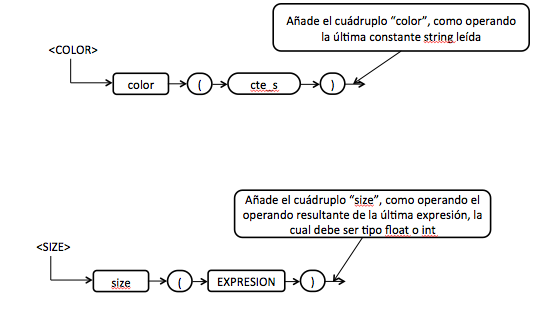 Añade el cuádruplo "color", como operando
la última constante string leída
<COLOR>
color ( cte_s )
Añade el cuádruplo "size", como operando el
operando resultante de la última expresión, la
cual debe ser tipo float o int
<SIZE>
size ( EXPRESION )